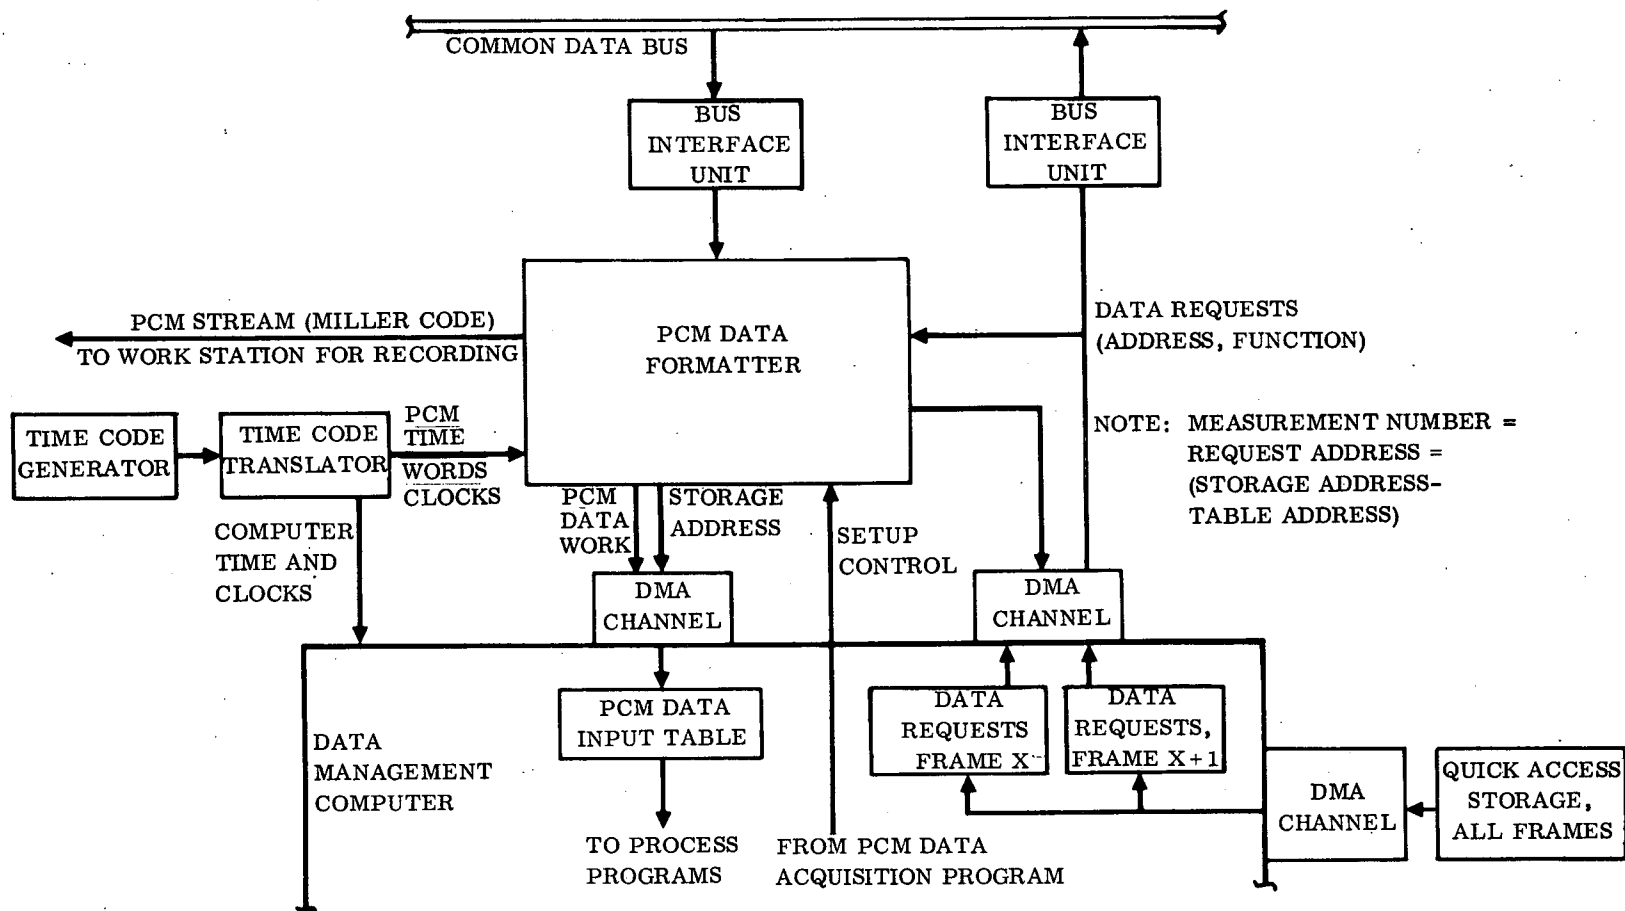 COMMON DATA BUS
BUS
INTERFACE
UNIT
BUS
INTERFACE
UNIT
PCM STREAM (MILLER CODE)
TO WORK STATION FOR RECORDING
PCM DATA
FORMATTER
DATA REQUESTS
(ADDRESS, FUNCTION)
TIME CODE
GENERATOR
TIME CODE
TRANSLATOR
PCM
TIME
WORDS
CLOCKS
NOTE: MEASUREMENT NUMBER =
REQUEST ADDRESS =
(STORAGE ADDRESS-
TABLE ADDRESS)
COMPUTER
TIME AND
CLOCKS
PCM
DATA
WORK
STORAGE
ADDRESS
SETUP
CONTROL
DMA
CHANNEL
DMA
CHANNEL
DATA
MANAGEMENT
COMPUTER
PCM DATA
INPUT TABLE
DATA
REQUESTS
FRAME X
DATA
REQUESTS,
FRAME X+1
DMA
CHANNEL
QUICK ACCESS
STORAGE,
ALL FRAMES
TO PROCESS
PROGRAMS
FROM PCM DATA
ACQUISITION PROGRAM